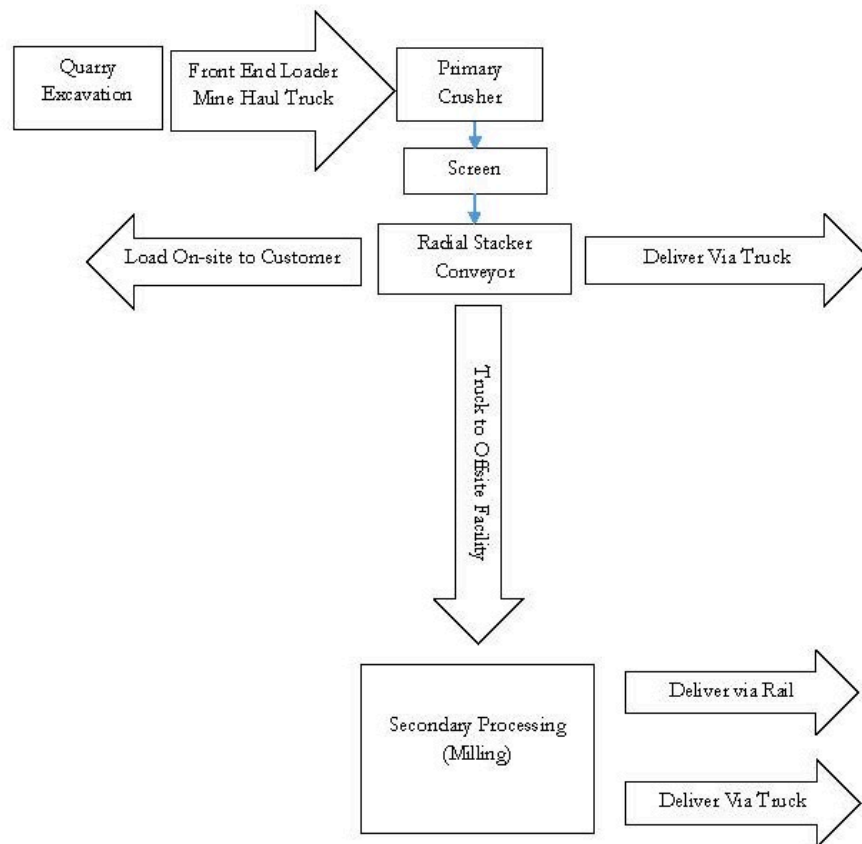 Quarry
Excavation
Front End Loader
Mine Haul Truck
Primary
Crusher
Screen
Load On-site to Customer
Radial Stacker
Conveyor
Deliver Via Truck
Truck to Offsite Facility
Secondary Processing
(Milling)
Deliver via Rail
Deliver Via Truck